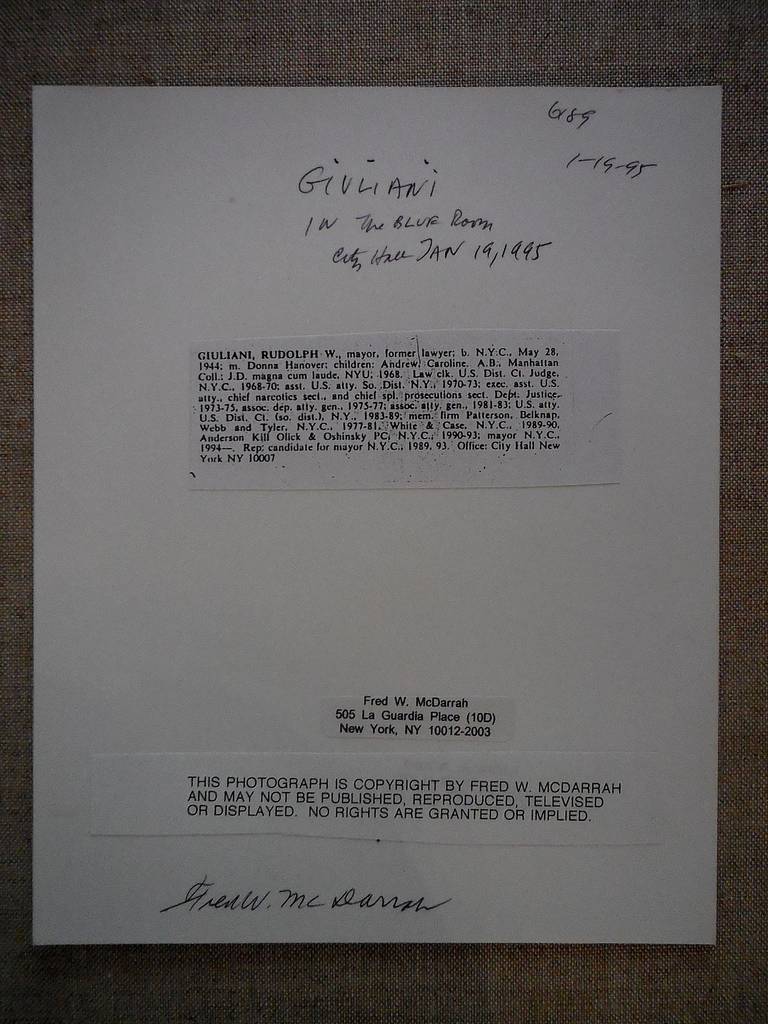 6189
1-19-95
GIULIANI
IN The BLUE Room
City Hall JAN 19, 1995
GIULIANI, RUDOLPH W., mayor, former lawyer; b. N.Y.C., May 28,
1944; m. Donna Hanover; children: Andrew, Caroline. A.B., Manhattan
Coll.; J.D. magna cum laude, NYU, 1968. Law clk. U.S. Dist. Ct. Judge,
N.Y.C., 1968-70; asst. U.S. atty. So. Dist. N.Y., 1970-73; exec. asst. U.S.
atty., chief narcotics sect., and chief spl. prosecutions sect. Dept. Justice,
1973-75, assoc. dep. atty. gen., 1975-77; assoc. atty. gen., 1981-83; U.S. atty.
U.S. Dist. Ct. (so. dist.), N.Y., 1983-89; mem. firm Patterson, Belknap,
Webb and Tyler, N.Y.C., 1977-81, White & Case, N.Y.C., 1989-90,
Anderson Kill Olick & Oshinsky PC, N.Y.C., 1990-93; mayor N.Y.C.,
1994—. Rep. candidate for mayor N.Y.C., 1989, 93. Office: City Hall New
York NY 10007
Fred W. McDarrah
505 La Guardia Place (10D)
New York, NY 10012-2003
THIS PHOTOGRAPH IS COPYRIGHT BY FRED W. MCDARRAH
AND MAY NOT BE PUBLISHED, REPRODUCED, TELEVISED
OR DISPLAYED. NO RIGHTS ARE GRANTED OR IMPLIED.
Fred W. McDarrah